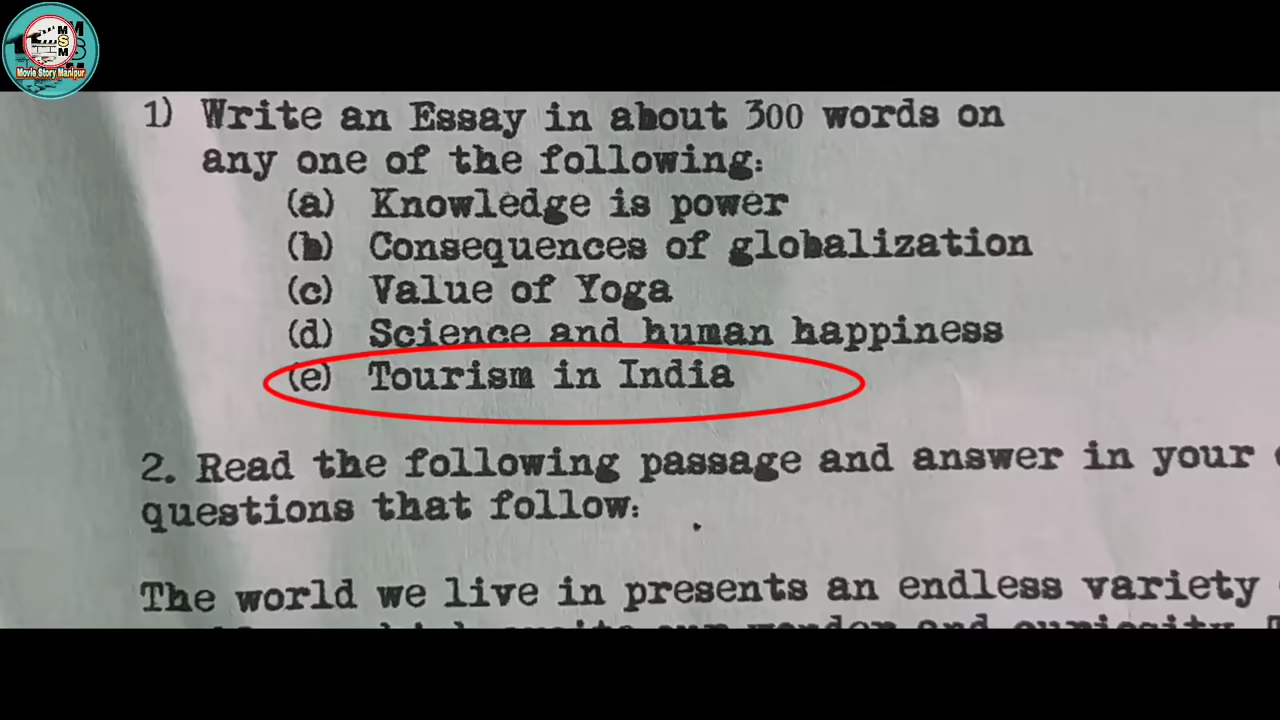 MSM
Movie Story Manipur
1) Write an Essay in about 300 words on
any one of the following:
(a) Knowledge is power
(b) Consequences of globalization
(c) Value of Yoga
(d) Science and human happiness
(e) Tourism in India
2. Read the following passage and answer in your
questions that follow:
The world we live in presents an endless variety